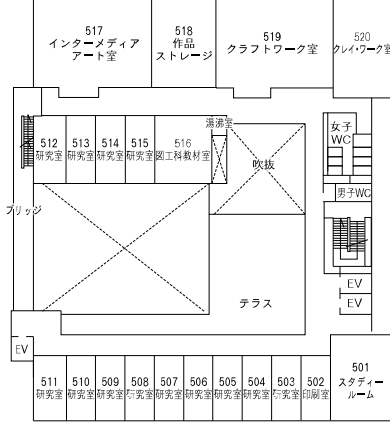 517
インターメディア
アート室
518
作品
ストレージ
519
クラフトワーク室
520
クレイ・ワーク室
湯沸室
女子
WC
512
研究室
513
研究室
514
研究室
515
研究室
516
図工科教材室
吹抜
男子WC
ブリッジ
EV
EV
テラス
EV
511
研究室
510
研究室
509
研究室
508
研究室
507
研究室
506
研究室
505
研究室
504
研究室
503
研究室
502
印刷室
501
スタディー
ルーム